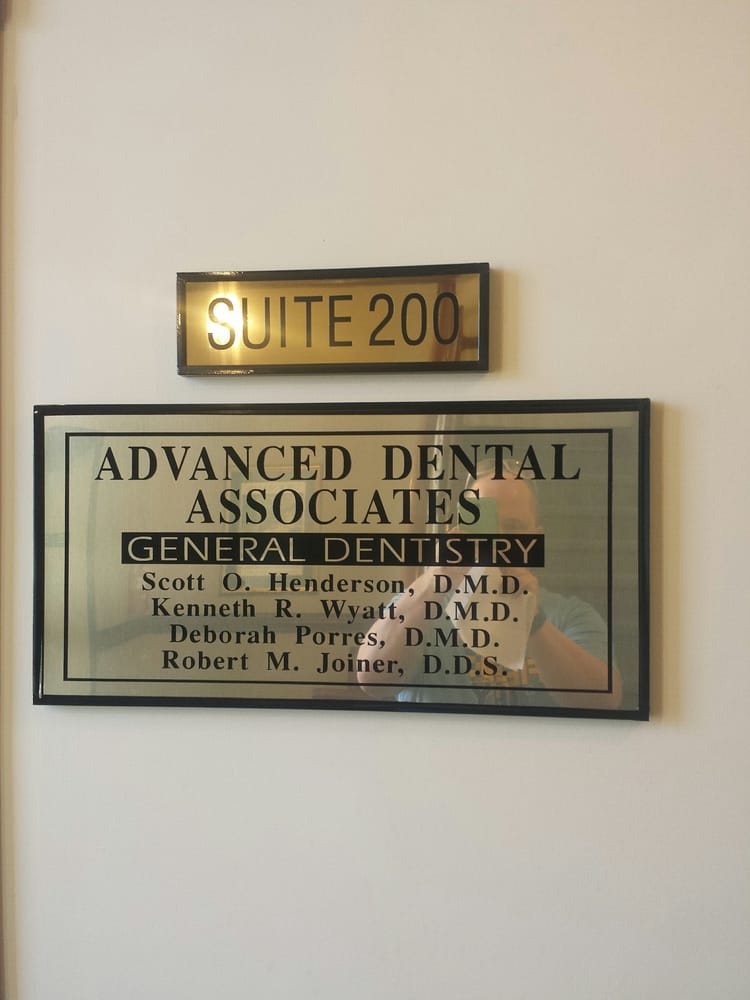 SUITE 200
ADVANCED DENTAL
ASSOCIATES
GENERAL DENTISTRY
Scott O. Henderson, D.M.D.
Kenneth R. Wyatt, D.M.D.
Deborah Porres, D.M.D.
Robert M. Joiner, D.D.S.